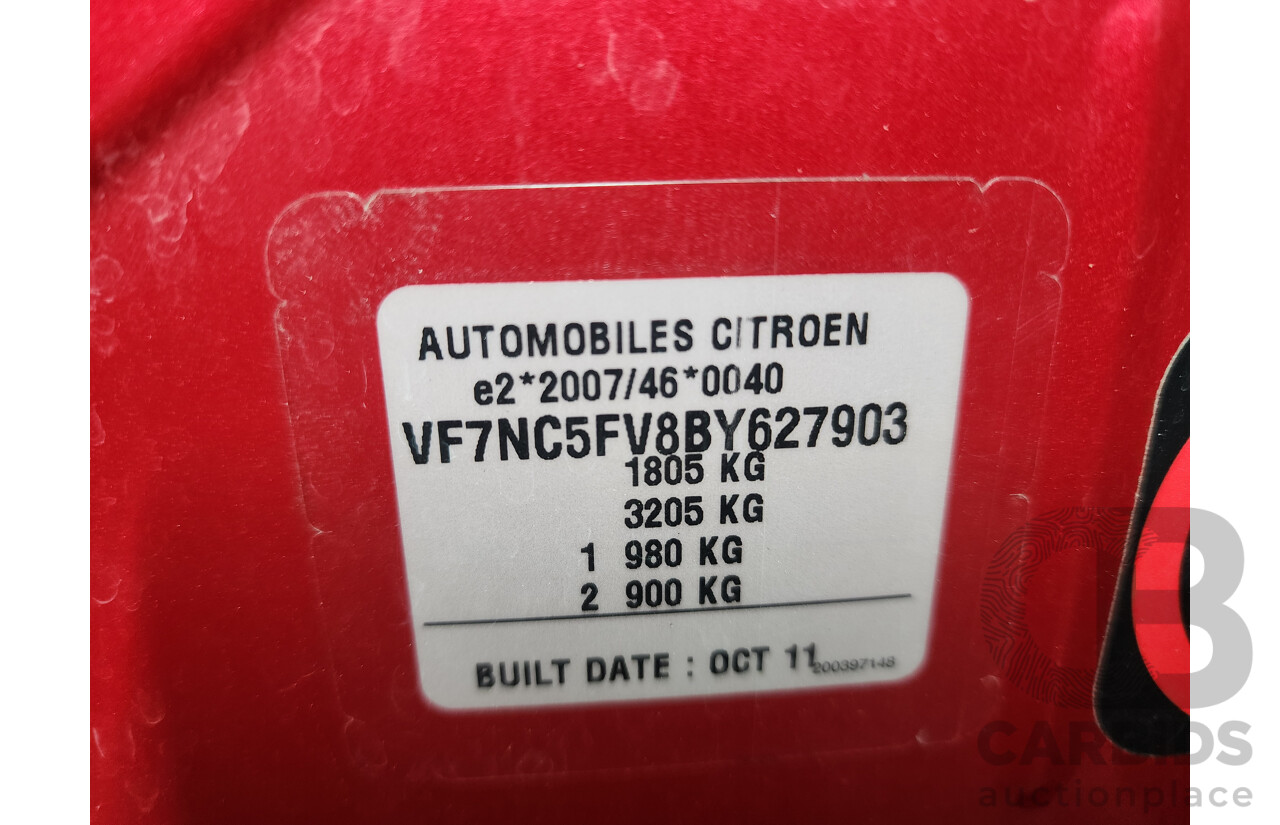 AUTOMOBILES CITROEN
e2*2007/46*0040
VF7NC5FV8BY627903
1805 KG
3205 KG
1 980 KG
2 900 KG
BUILT DATE : OCT 11
200397148
CARBIDS
auctionplace